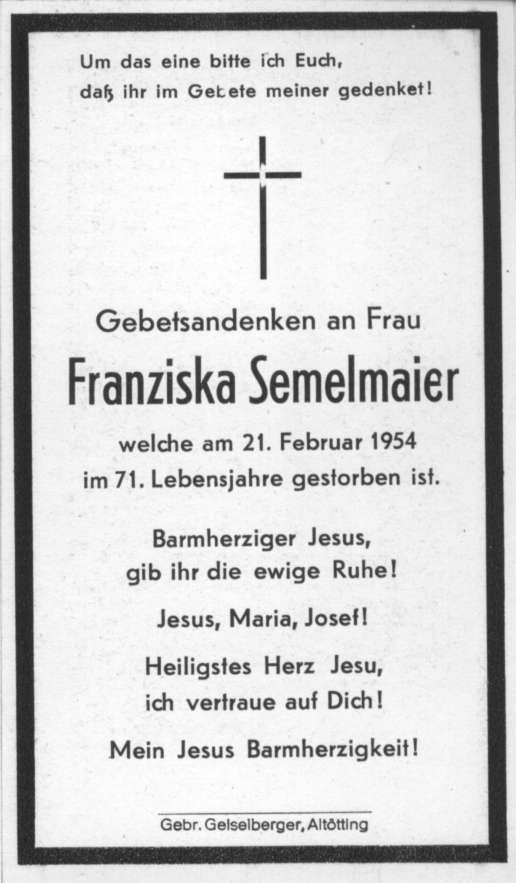 Um das eine bitte ich Euch,
daß ihr im Gebete meiner gedenket!
Gebetsandenken an Frau
Franziska Semelmaier
welche am 21. Februar 1954
im 71. Lebensjahre gestorben ist.
Barmherziger Jesus,
gib ihr die ewige Ruhe!
Jesus, Maria, Josef!
Heiligstes Herz Jesu,
ich vertraue auf Dich!
Mein Jesus Barmherzigkeit!
Gebr. Geiselberger, Altötting